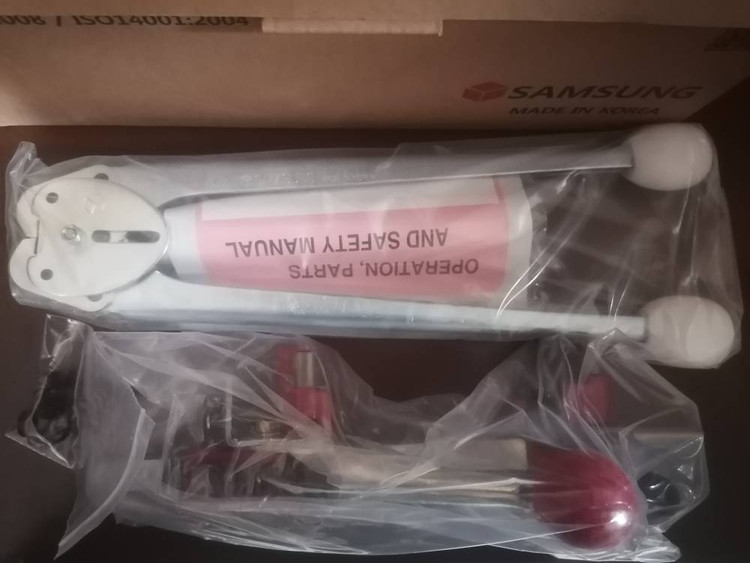 008 / ISO14001:2004
SAMSUNG
MADE IN KOREA
OPERATION, PARTS
AND SAFETY MANUAL